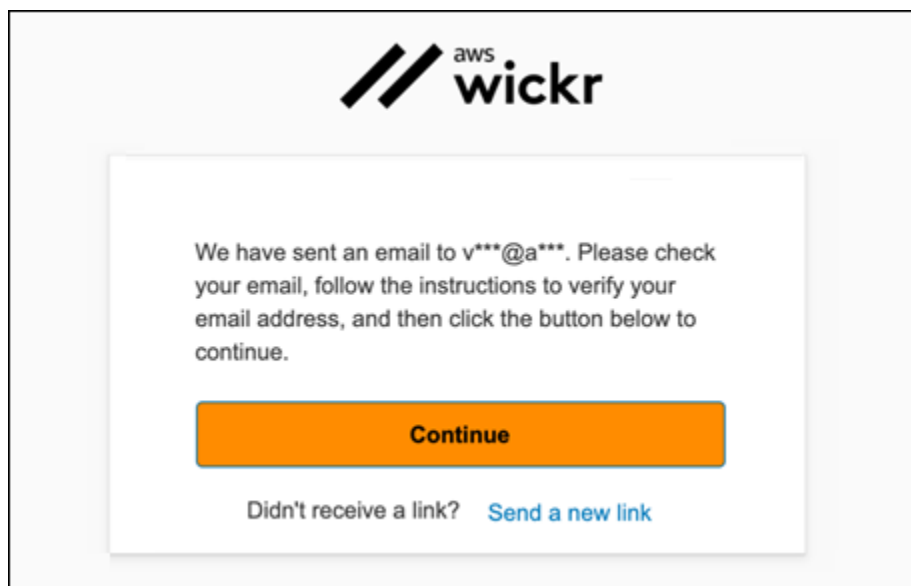 aws
wickr
We have sent an email to v***@a***. Please check
your email, follow the instructions to verify your
email address, and then click the button below to
continue.
Continue
Didn't receive a link? Send a new link